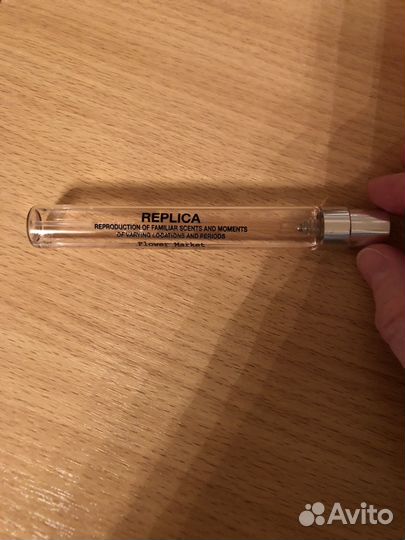 REPLICA
REPRODUCTION OF FAMILIAR SCENTS AND MOMENTS
OF VARYING LOCATIONS AND PERIODS
Flower Market
Avito